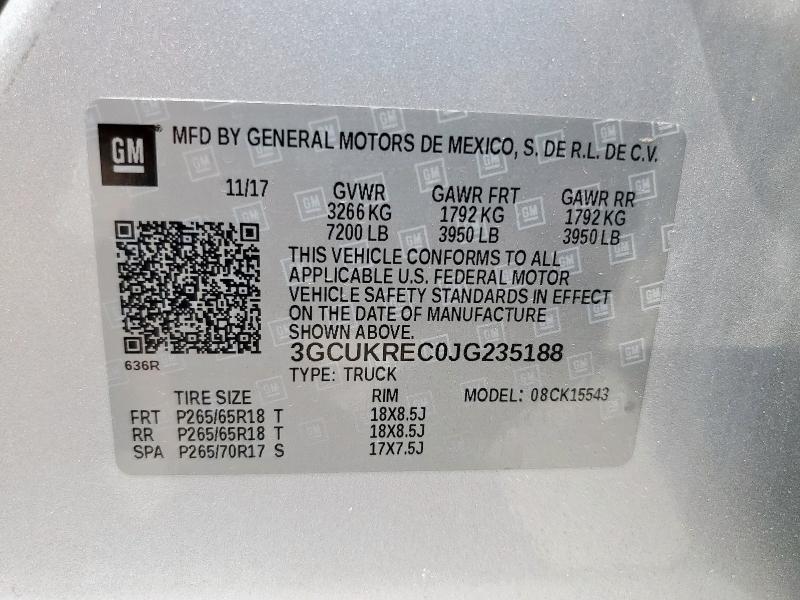 GM
MFD BY GENERAL MOTORS DE MEXICO, S. DE R.L. DE C.V.
11/17 GVWR GAWR FRT GAWR RR
3266 KG 1792 KG 1792 KG
7200 LB 3950 LB 3950 LB
THIS VEHICLE CONFORMS TO ALL
APPLICABLE U.S. FEDERAL MOTOR
VEHICLE SAFETY STANDARDS IN EFFECT
ON THE DATE OF MANUFACTURE
SHOWN ABOVE.
636R
3GCUKREC0JG235188
TYPE: TRUCK
TIRE SIZE RIM MODEL: 08CK15543
FRT P265/65R18 T 18X8.5J
RR P265/65R18 T 18X8.5J
SPA P265/70R17 S 17X7.5J